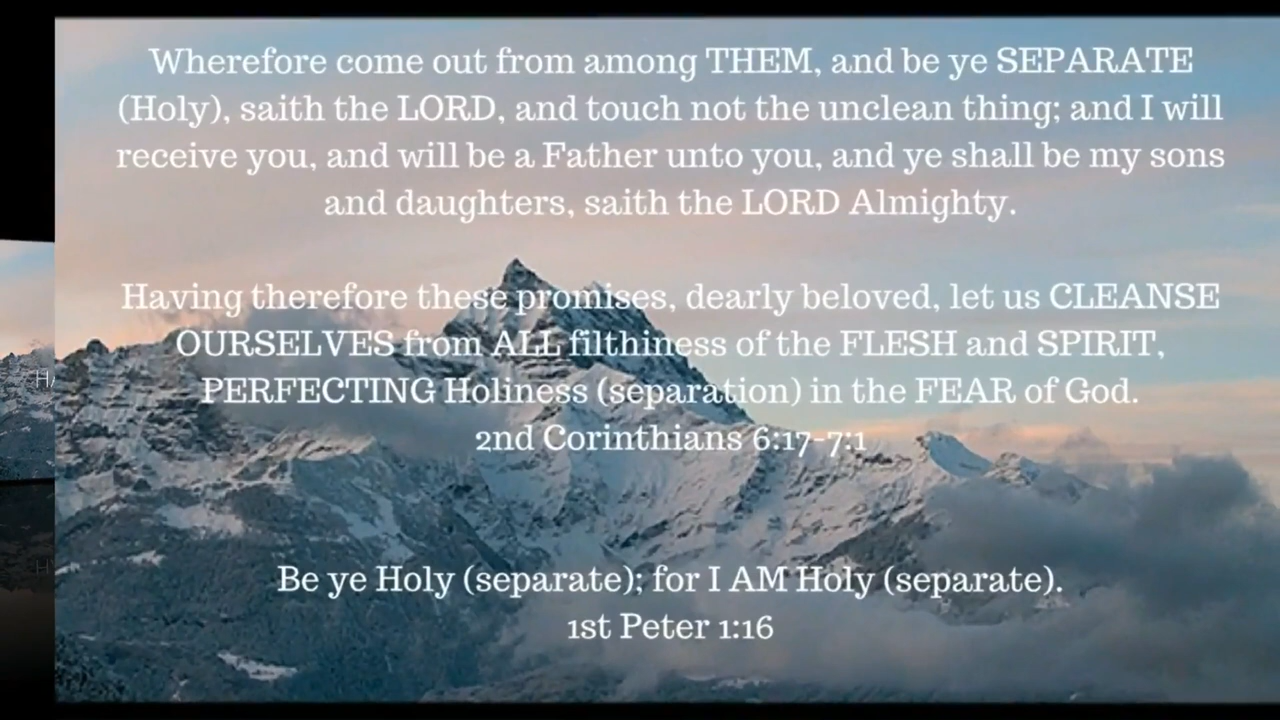 Wherefore come out from among THEM, and be ye SEPARATE
(Holy), saith the LORD, and touch not the unclean thing; and I will
receive you, and will be a Father unto you, and ye shall be my sons
and daughters, saith the LORD Almighty.
Having therefore these promises, dearly beloved, let us CLEANSE
OURSELVES from ALL filthiness of the FLESH and SPIRIT,
PERFECTING Holiness (separation) in the FEAR of God.
2nd Corinthians 6:17-7:1
Be ye Holy (separate); for I AM Holy (separate).
1st Peter 1:16